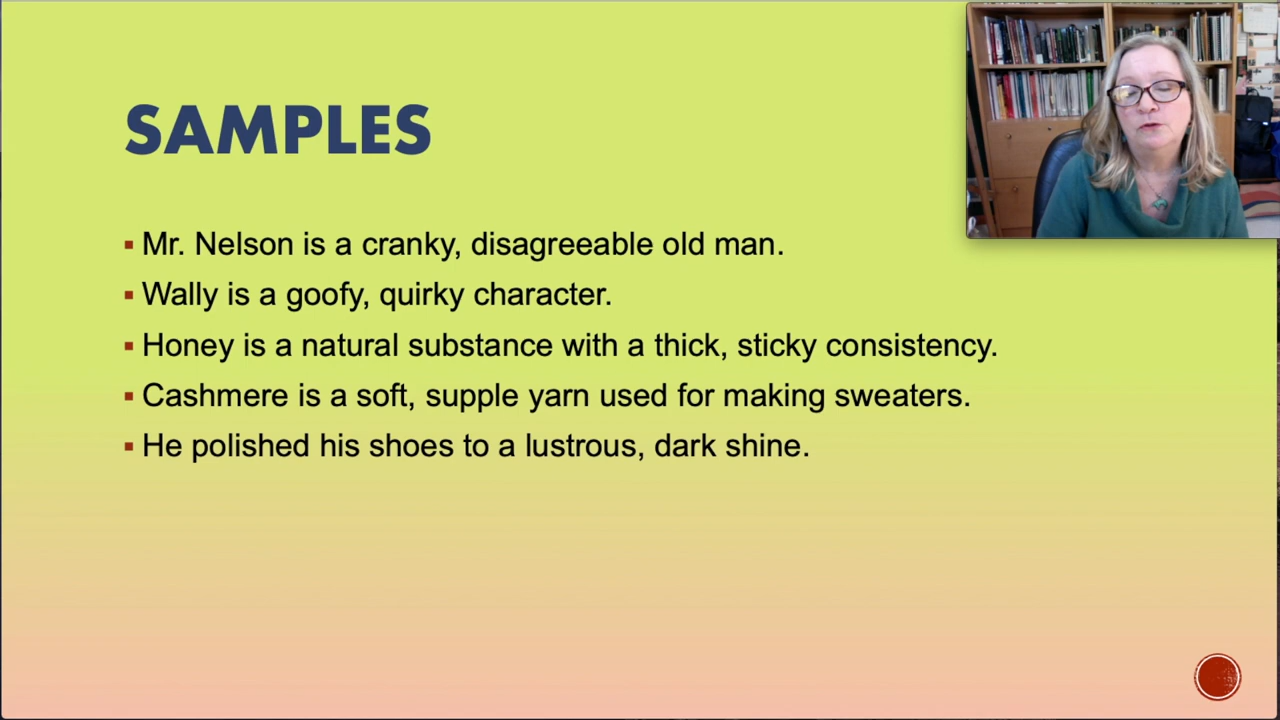 SAMPLES
Mr. Nelson is a cranky, disagreeable old man.
Wally is a goofy, quirky character.
Honey is a natural substance with a thick, sticky consistency.
Cashmere is a soft, supple yarn used for making sweaters.
He polished his shoes to a lustrous, dark shine.